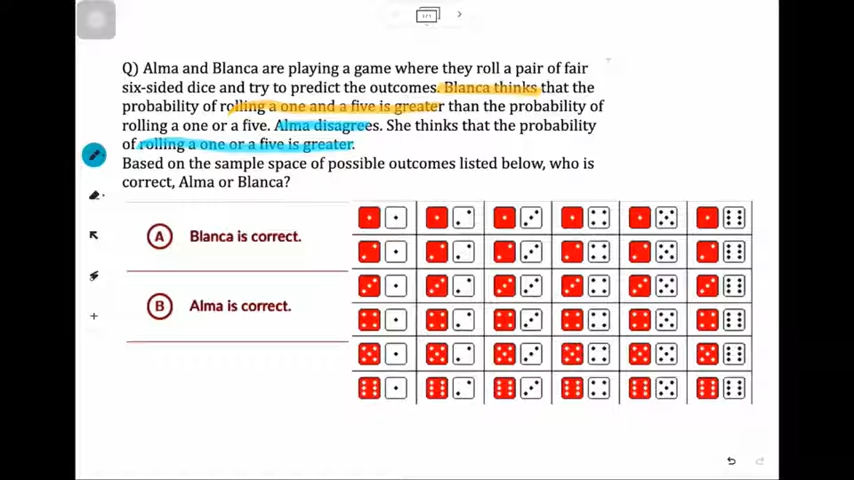 1/1
Q) Alma and Blanca are playing a game where they roll a pair of fair
six-sided dice and try to predict the outcomes. Blanca thinks that the
probability of rolling a one and a five is greater than the probability of
rolling a one or a five. Alma disagrees. She thinks that the probability
of rolling a one or a five is greater.
Based on the sample space of possible outcomes listed below, who is
correct, Alma or Blanca?
A Blanca is correct.
B Alma is correct.